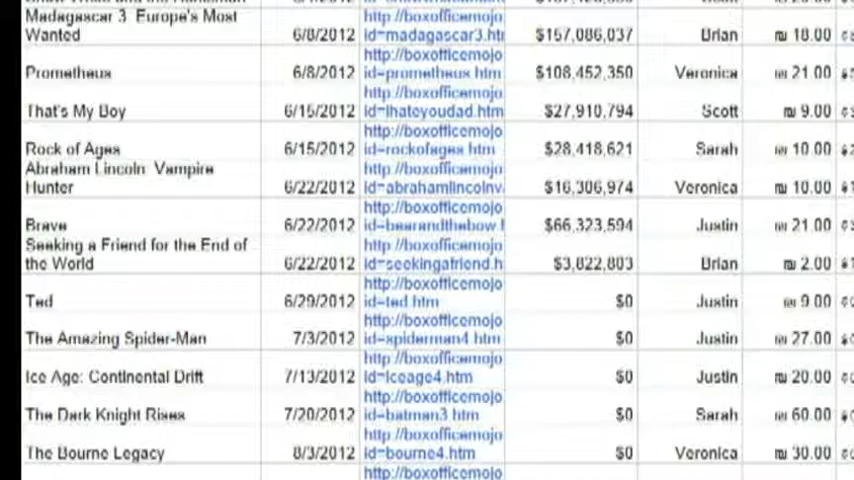 Madagascar 3 Europe's Most
Wanted 6/8/2012 http://boxofficemojo
id=madagascar3.ht $157,086,037 Brian ₪ 18.00
Prometheus 6/8/2012 http://boxofficemojo
id=prometheus.htm $108,452,350 Veronica ₪ 21.00
That's My Boy 6/15/2012 http://boxofficemojo
id=ihateyoudad.htm $27,910,794 Scott ₪ 9.00
Rock of Ages 6/15/2012 http://boxofficemojo
id=rockofages.htm $28,418,621 Sarah ₪ 10.00
Abraham Lincoln Vampire
Hunter 6/22/2012 http://boxofficemojo
id=abrahamlincolnv $16,306,974 Veronica ₪ 10.00
Brave 6/22/2012 http://boxofficemojo
id=bearandthebow $66,323,594 Justin ₪ 21.00
Seeking a Friend for the End of
the World 6/22/2012 http://boxofficemojo
id=seekingafriend.h $3,822,803 Brian ₪ 2.00
Ted 6/29/2012 http://boxofficemojo
id=ted.htm $0 Justin ₪ 9.00
The Amazing Spider-Man 7/3/2012 http://boxofficemojo
id=spiderman4.htm $0 Justin ₪ 27.00
Ice Age: Continental Drift 7/13/2012 http://boxofficemojo
id=iceage4.htm $0 Justin ₪ 20.00
The Dark Knight Rises 7/20/2012 http://boxofficemojo
id=batman3.htm $0 Sarah ₪ 60.00
The Bourne Legacy 8/3/2012 http://boxofficemojo
id=bourne4.htm $0 Veronica ₪ 30.00
http://boxofficemojo